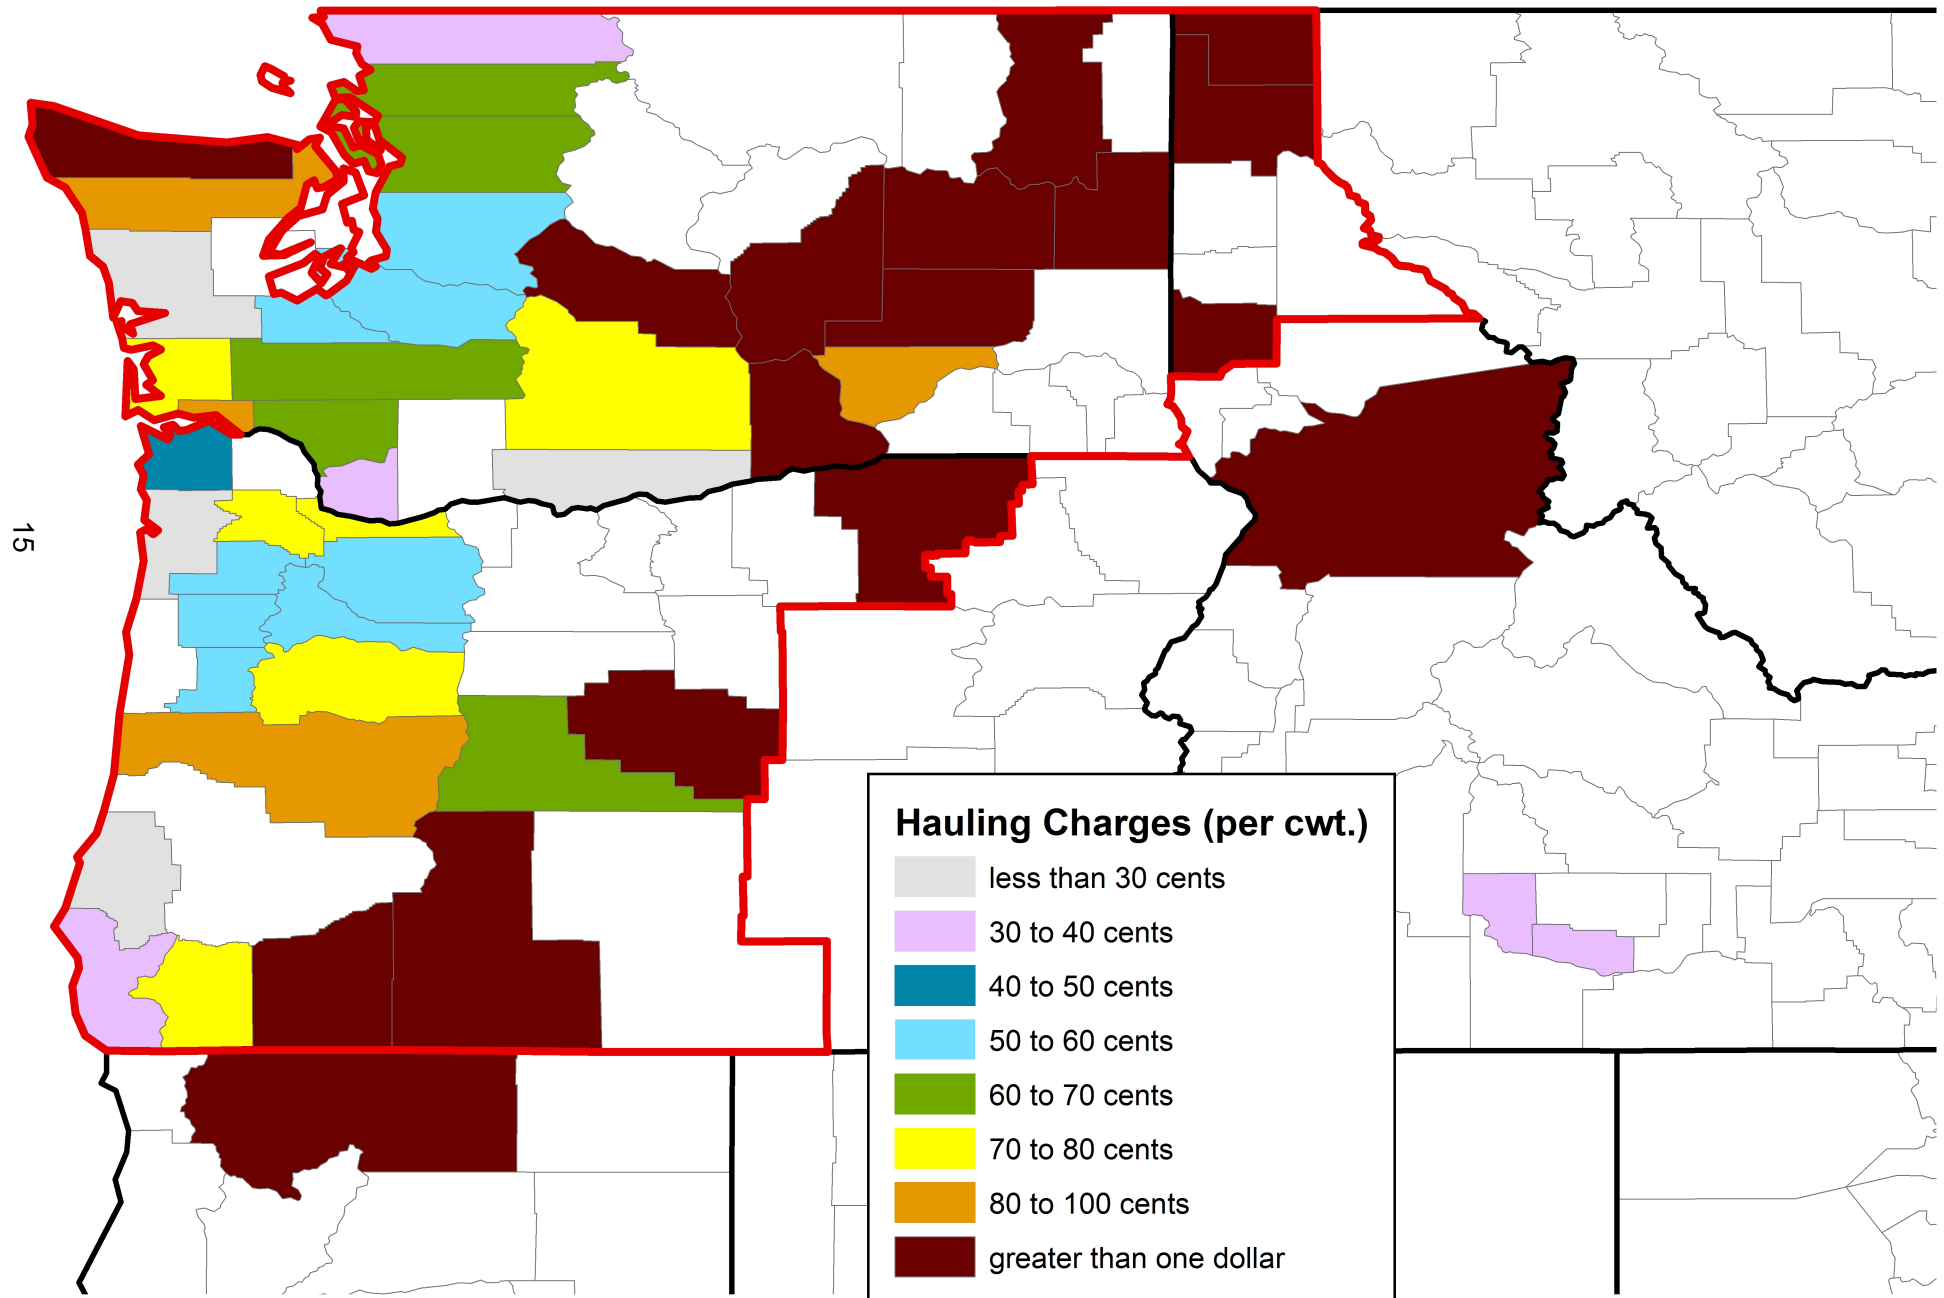 15
Hauling Charges (per cwt.)
less than 30 cents
30 to 40 cents
40 to 50 cents
50 to 60 cents
60 to 70 cents
70 to 80 cents
80 to 100 cents
greater than one dollar